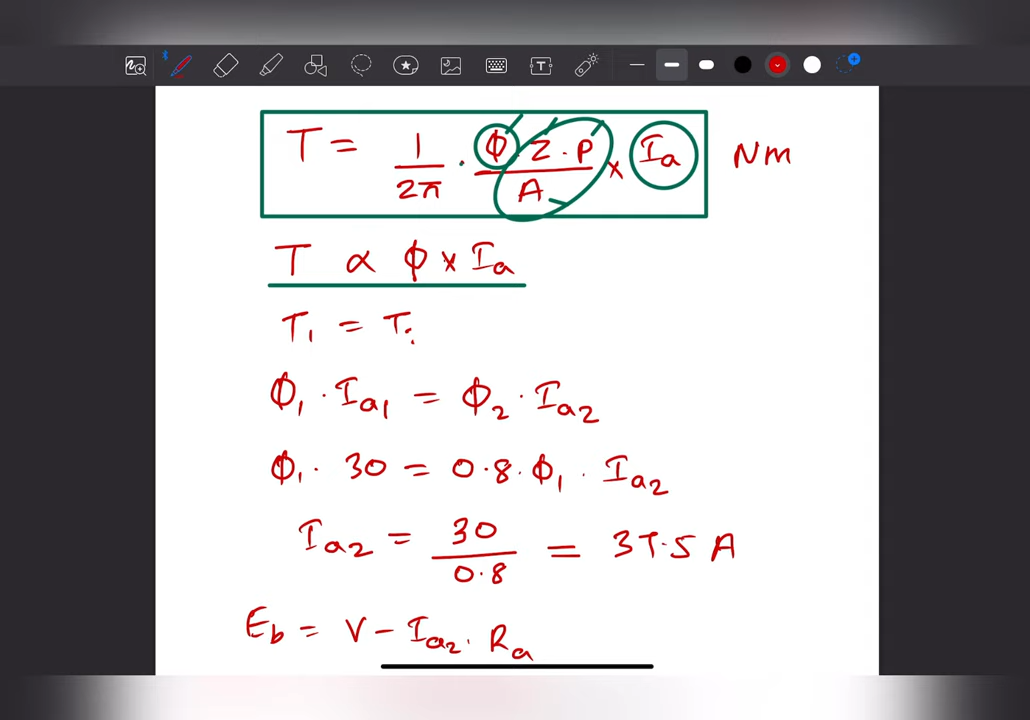 T = 1/2π · ϕ Z · P/A × Ia Nm
T ∝ ϕ × Ia
T1 = T2
ϕ1 · Ia1 = ϕ2 · Ia2
ϕ1 · 30 = 0.8 · ϕ1 · Ia2
Ia2 = 30/0.8 = 37.5 A
Eb = V - Ia2 · Ra